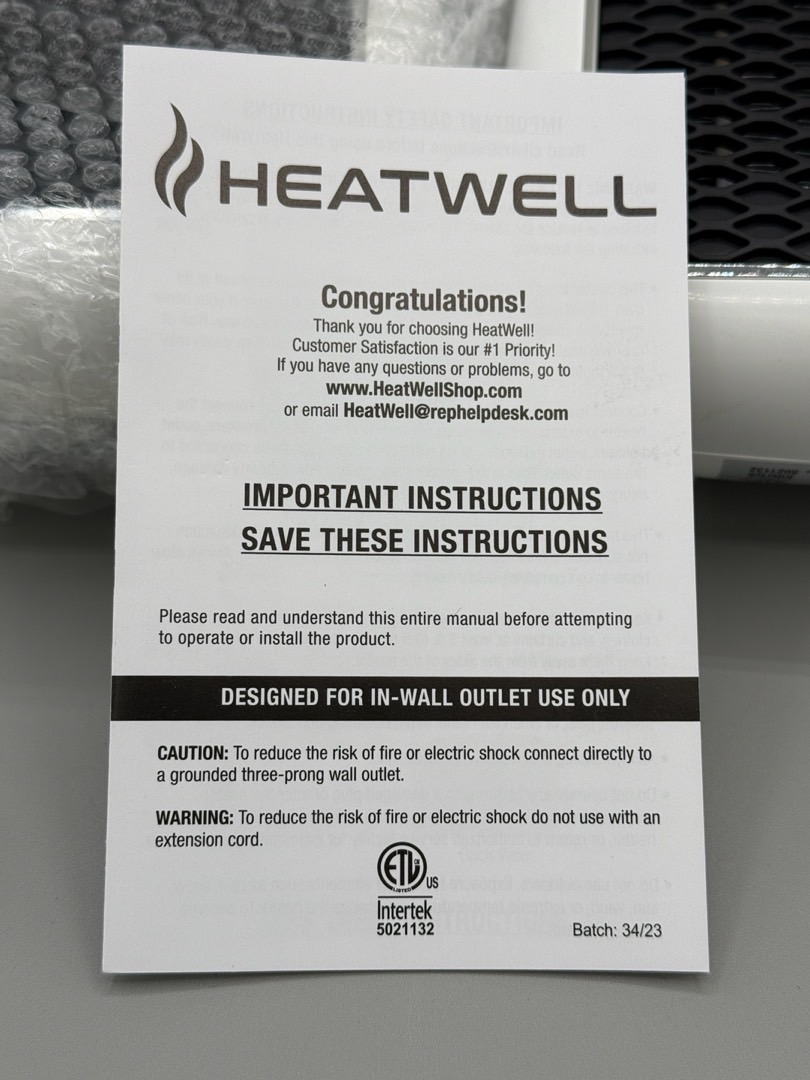 HEATWELL
Congratulations!
Thank you for choosing HeatWell!
Customer Satisfaction is our #1 Priority!
If you have any questions or problems, go to
www.HeatWellShop.com
or email HeatWell@rephelpdesk.com
IMPORTANT INSTRUCTIONS
SAVE THESE INSTRUCTIONS
Please read and understand this entire manual before attempting
to operate or install the product.
DESIGNED FOR IN-WALL OUTLET USE ONLY
CAUTION: To reduce the risk of fire or electric shock connect directly to
a grounded three-prong wall outlet.
WARNING: To reduce the risk of fire or electric shock do not use with an
extension cord.
ETL
LISTED
US
Intertek
5021132
Batch: 34/23